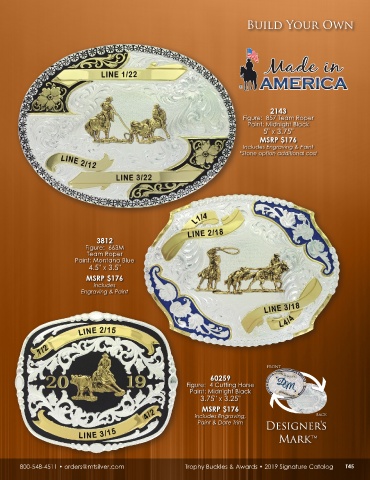 Build Your Own
Made in
AMERICA
LINE 1/22
LINE 2/12
LINE 3/22
2143
Figure: 857 Team Roper
Paint: Midnight Black
5" x 3.75"
MSRP $176
Includes Engraving & Paint
*Stone option additional cost
L1/4
LINE 2/18
LINE 3/18
L4/4
3812
Figure: 663M
Team Roper
Paint: Montana Blue
4.5" x 3.5"
MSRP $176
Includes
Engraving & Paint
LINE 2/15
1/2
20 19
4/2
LINE 3/15
60259
Figure: 4 Cutting Horse
Paint: Midnight Black
3.75" x 3.25"
MSRP $176
Includes Engraving,
Paint & Date Trim
FRONT
DM
BACK
Designer's
Mark™
800-548-4511 • orders@mtsilver.com
Trophy Buckles & Awards • 2019 Signature Catalog T45